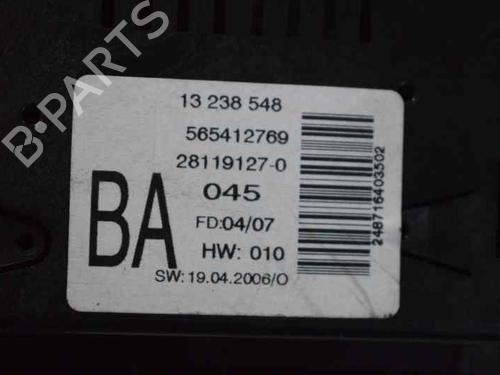 B-PARTS
13 238 548
565412769
28119127-0
045
BA
FD:04/07
HW: 010
SW: 19.04.2006/O
248716403502